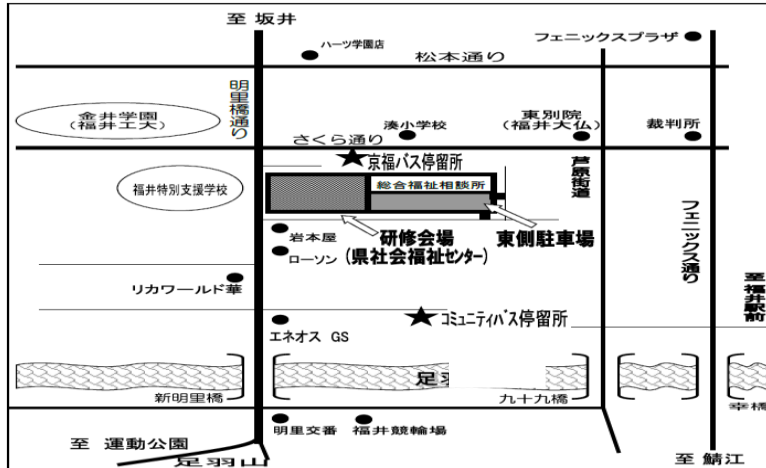 至 坂井
ハーツ学園店
フェニックスプラザ
松本通り
明里橋通り
金井学園
(福井工大)
湊小学校
東別院
(福井大仏)
裁判所
さくら通り
京福バス停留所
芦原街道
福井特別支援学校
総合福祉相談所
フェニックス通り
岩本屋
研修会場
東側駐車場
ローソン
(県社会福祉センター)
至福井駅前
リカワールド華
コミュニティバス停留所
エネオス GS
足
新明里橋
九十九橋
幸橋
明里交番
福井競輪場
至 運動公園
足羽山
至 鯖江